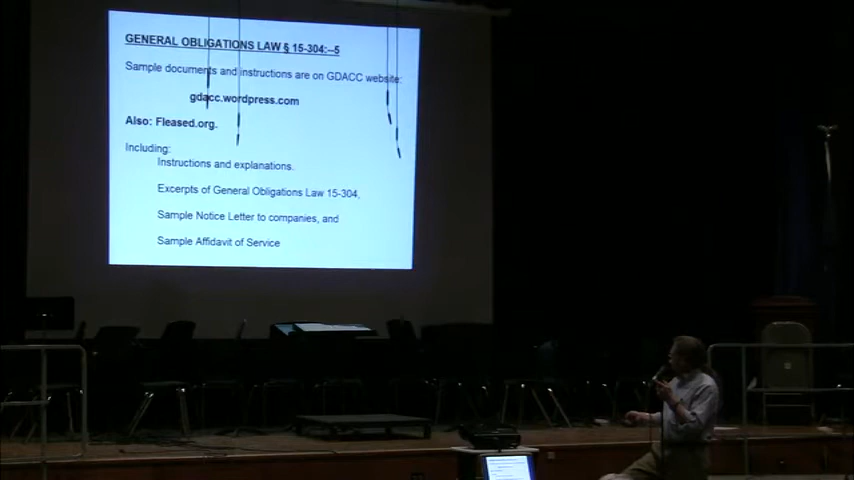 GENERAL OBLIGATIONS LAW § 15-304:--5
Sample documents and instructions are on GDACC website:
gdacc.wordpress.com
Also: Fleased.org.
Including:
Instructions and explanations.
Excerpts of General Obligations Law 15-304,
Sample Notice Letter to companies, and
Sample Affidavit of Service